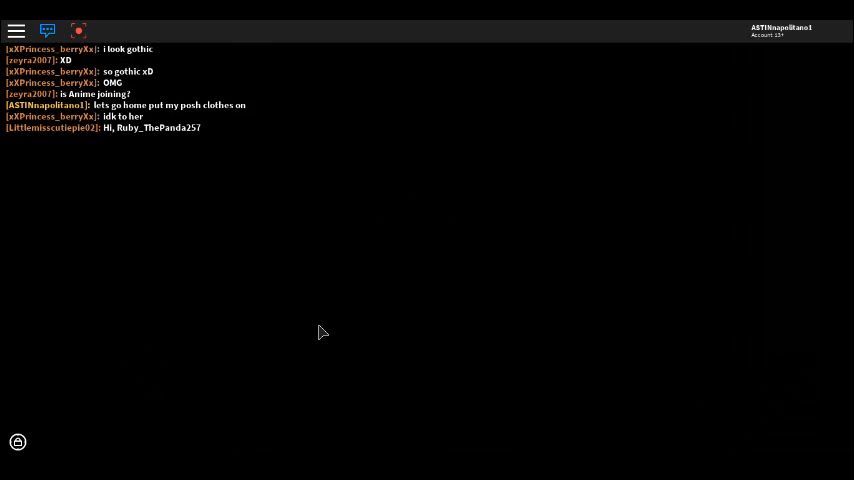 ASTINnapolitano1
Account: 13+
[xXPrincess_berryXx]: i look gothic
[zeyra2007]: XD
[xXPrincess_berryXx]: so gothic xD
[xXPrincess_berryXx]: OMG
[zeyra2007]: is Anime joining?
[ASTINnapolitano1]: lets go home put my posh clothes on
[xXPrincess_berryXx]: idk to her
[Littlemisscutiepie02]: Hi, Ruby_ThePanda257